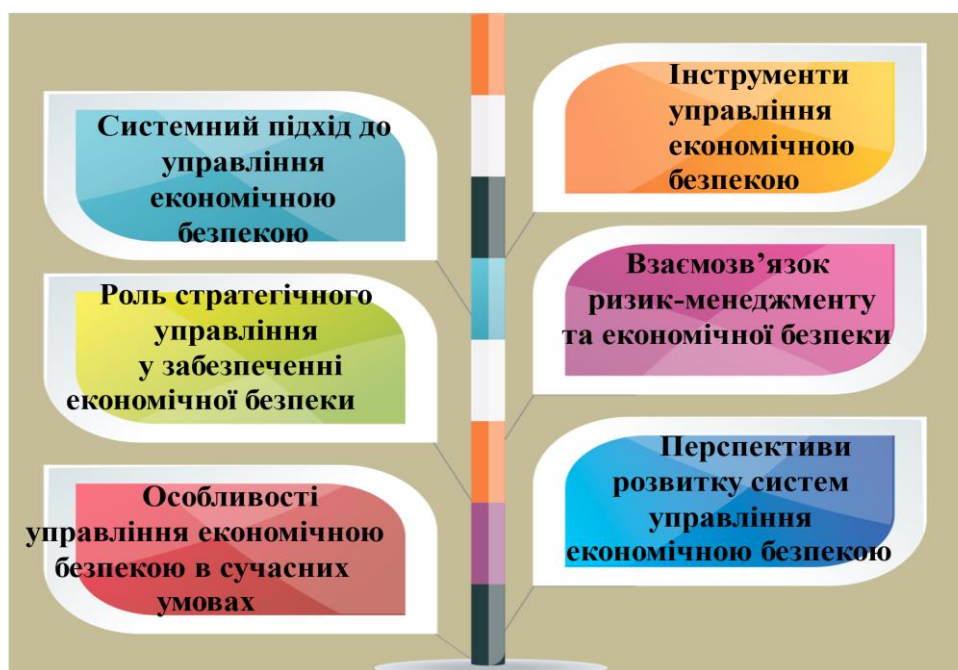 Системний підхід до
управління
економічною
безпекою
Інструменти
управління
економічною
безпекою
Роль стратегічного
управління
у забезпеченні
економічної безпеки
Взаємозв’язок
ризик-менеджменту
та економічної безпеки
Особливості
управління економічною
безпекою в сучасних
умовах
Перспективи
розвитку систем
управління
економічною безпекою